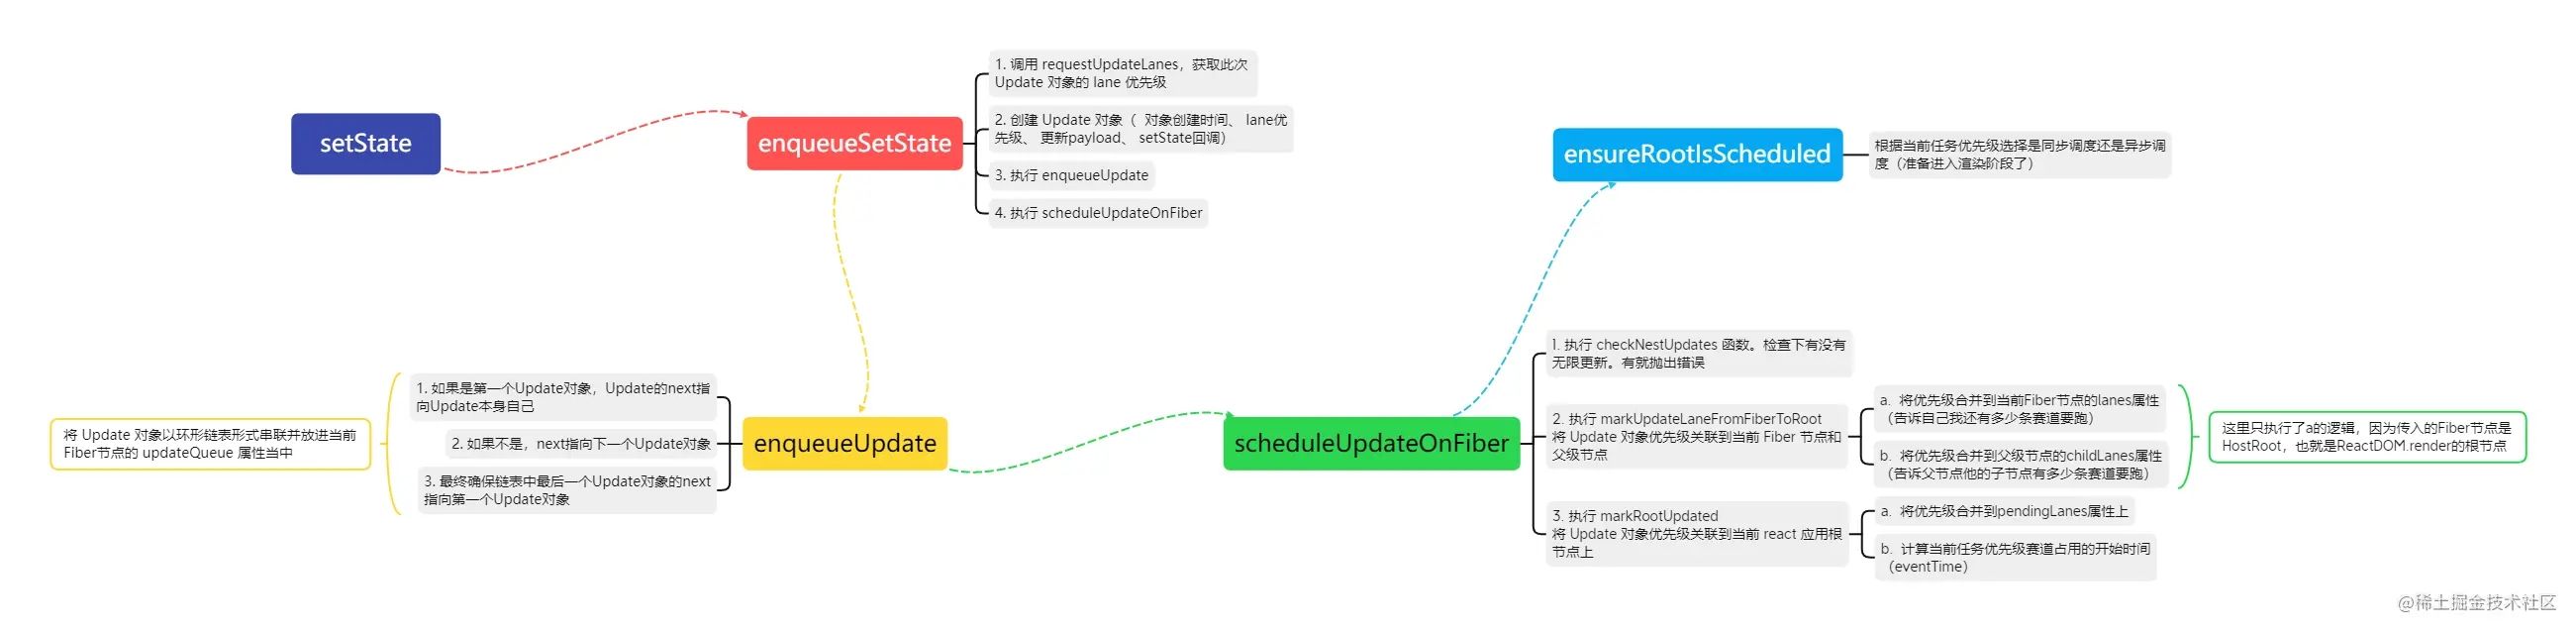 setState
enqueueSetState
1. 调用 requestUpdateLanes，获取此次
Update 对象的 lane 优先级
2. 创建 Update 对象（ 对象创建时间、 lane优
先级、 更新payload、 setState回调）
3. 执行 enqueueUpdate
4. 执行 scheduleUpdateOnFiber
ensureRootIsScheduled
根据当前任务优先级选择是同步调度还是异步调
度（准备进入渲染阶段了）
将 Update 对象以环形链表形式串联并放进当前
Fiber节点的 updateQueue 属性当中
1. 如果是第一个Update对象，Update的next指
向Update本身自己
2. 如果不是，next指向下一个Update对象
3. 最终确保链表中最后一个Update对象的next
指向第一个Update对象
enqueueUpdate
scheduleUpdateOnFiber
1. 执行 checkNestUpdates 函数。检查下有没有
无限更新。有就抛出错误
2. 执行 markUpdateLaneFromFiberToRoot
将 Update 对象优先级关联到当前 Fiber 节点和
父级节点
a. 将优先级合并到当前Fiber节点的lanes属性
（告诉自己我还有多少条赛道要跑）
b. 将优先级合并到父级节点的childLanes属性
（告诉父节点他的子节点有多少条赛道要跑）
这里只执行了a的逻辑，因为传入的Fiber节点是
HostRoot，也就是ReactDOM.render的根节点
3. 执行 markRootUpdated
将 Update 对象优先级关联到当前 react 应用根
节点上
a. 将优先级合并到pendingLanes属性上
b. 计算当前任务优先级赛道占用的开始时间
（eventTime）
@稀土掘金技术社区